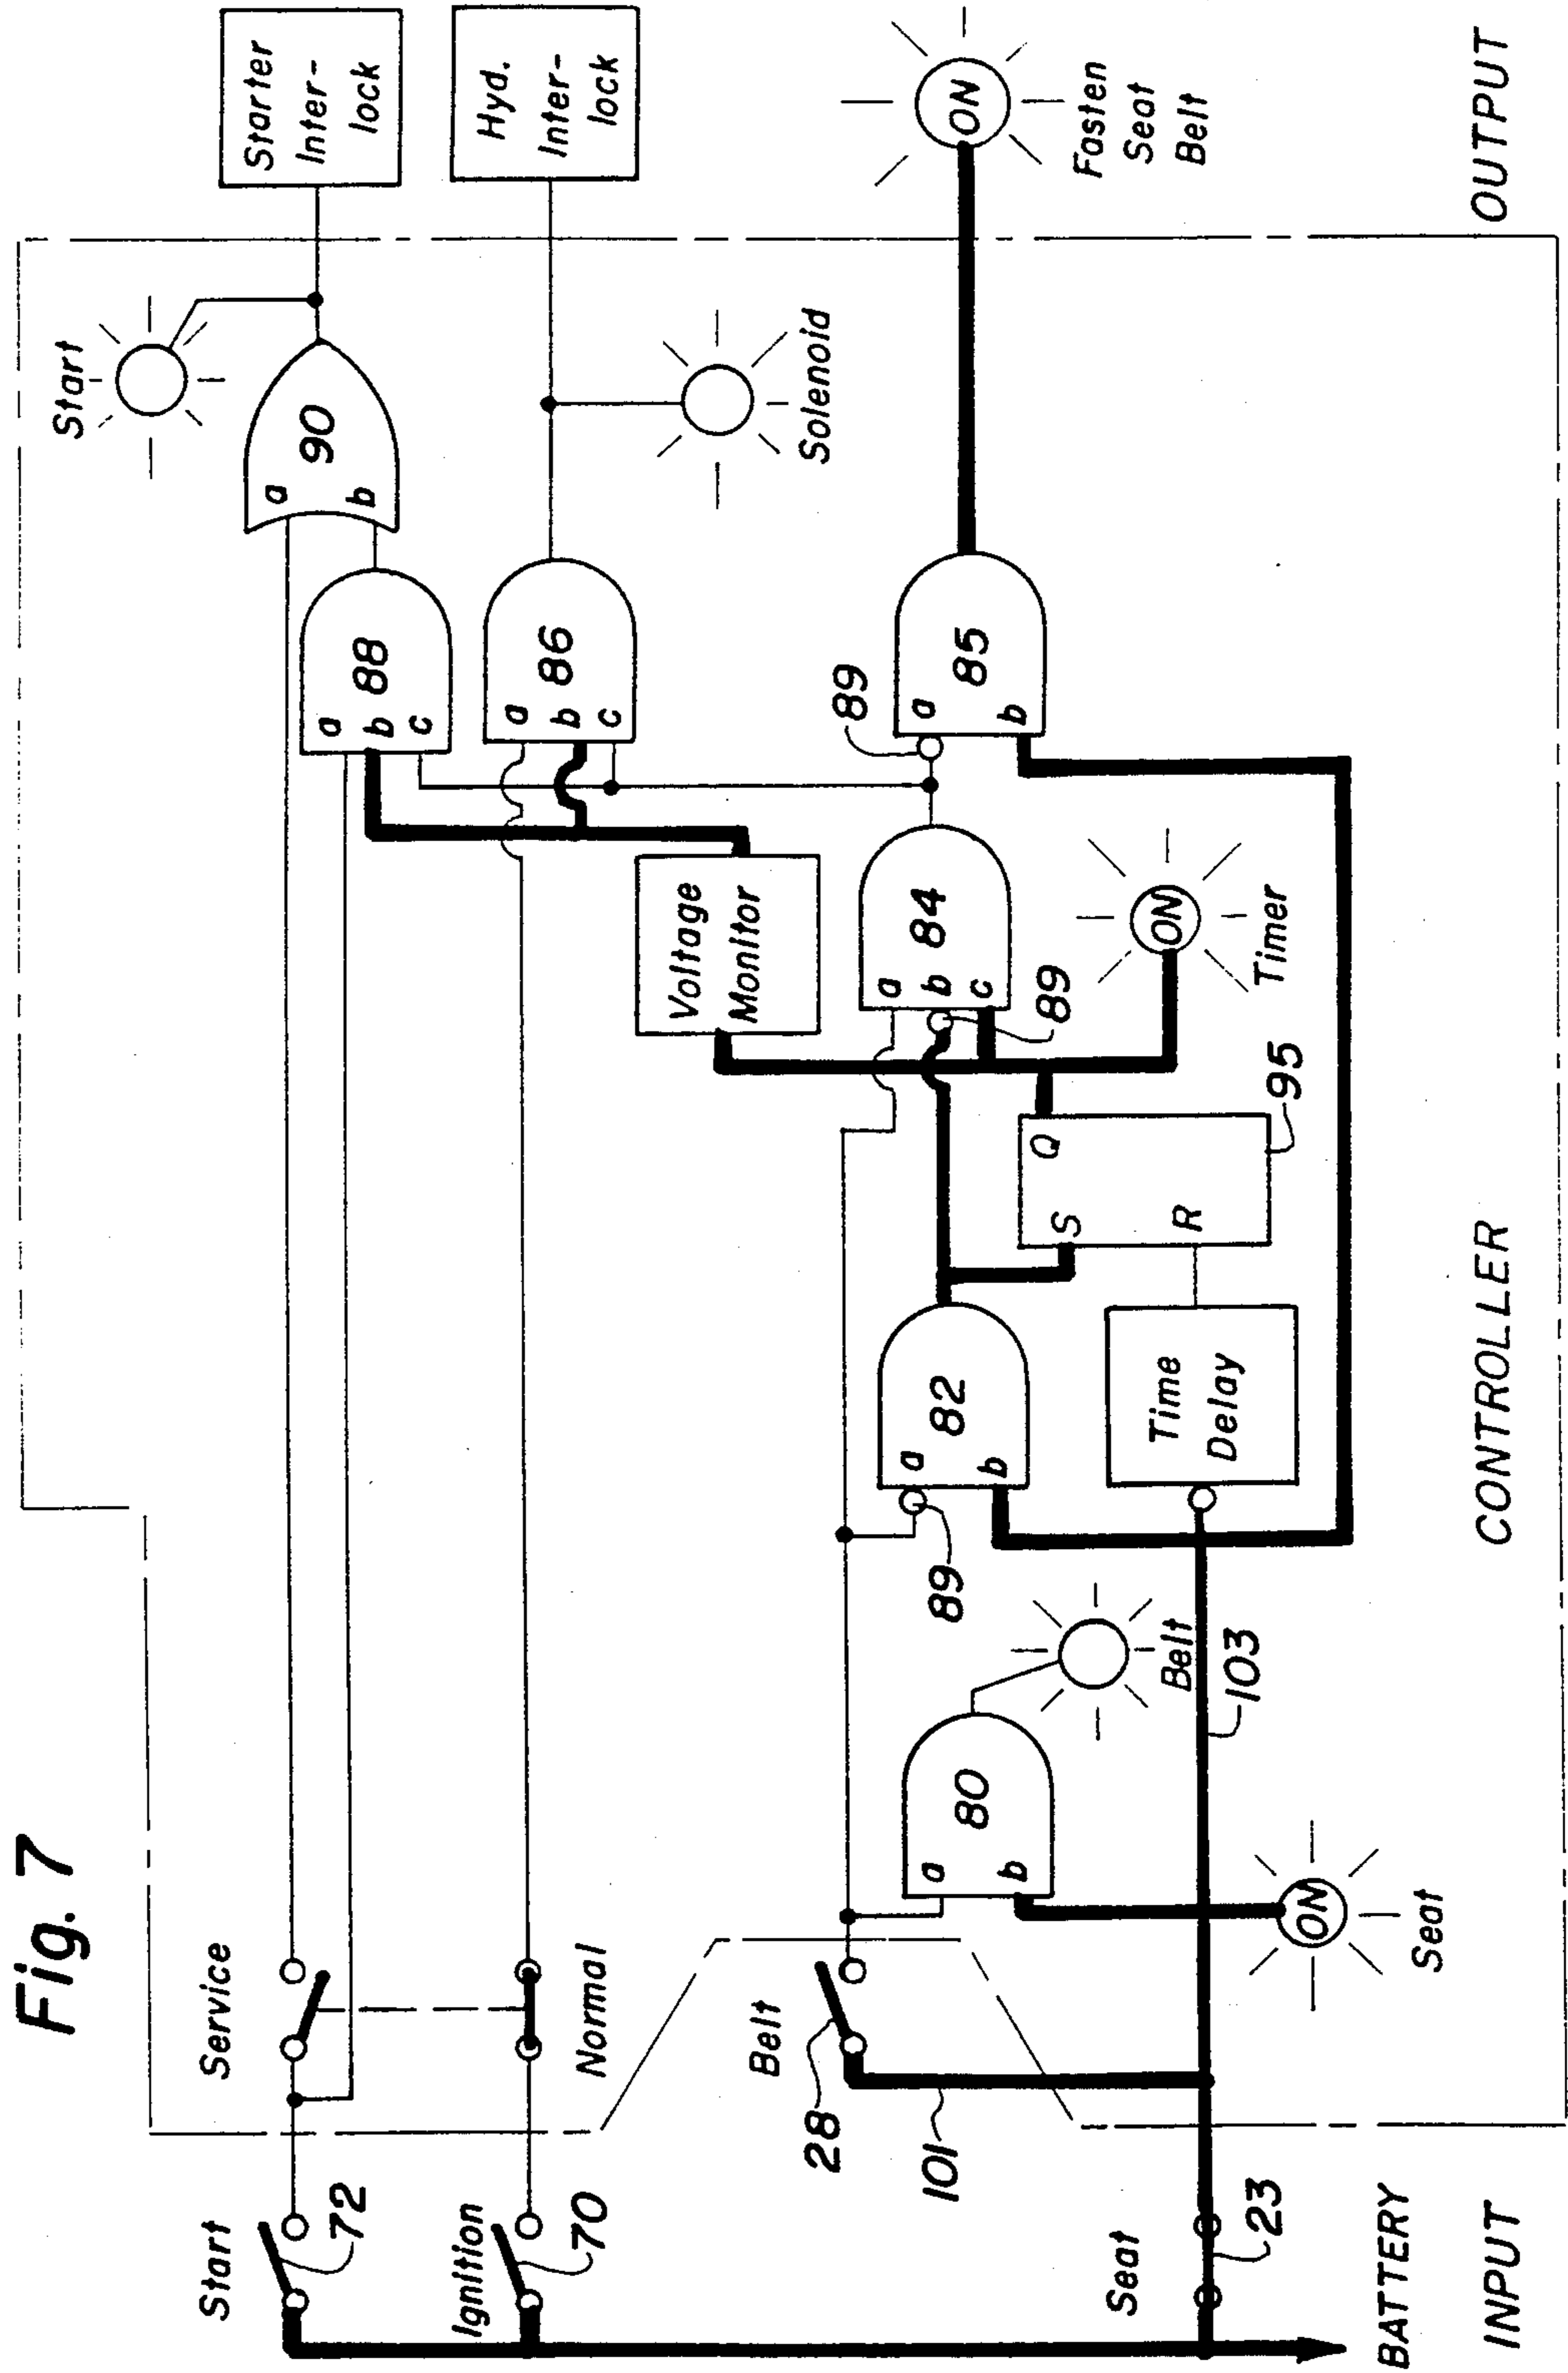 Fig. 7
Start
72
Ignition
70
Seat
23
BATTERY
INPUT
Service
Normal
Belt
28
101
Seat
ON
80
a
b
Belt
103
89
82
a
b
Time
Delay
S
R
Q
95
Timer
ON
84
a
b
c
89
Voltage
Monitor
88
a
b
c
86
a
b
c
85
a
b
89
90
a
b
Start
Solenoid
CONTROLLER
Starter
Inter-
lock
Hyd.
Inter-
lock
ON
Fasten
Seat
Belt
OUTPUT